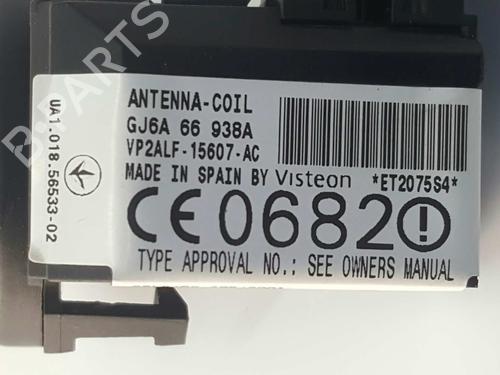 B-PARTS
UA1.018.56533-02
ANTENNA-COIL
GJ6A 66 938A
VP2ALF-15607-AC
MADE IN SPAIN BY Visteon *ET2075S4*
CE0682!
TYPE APPROVAL NO.: SEE OWNERS MANUAL